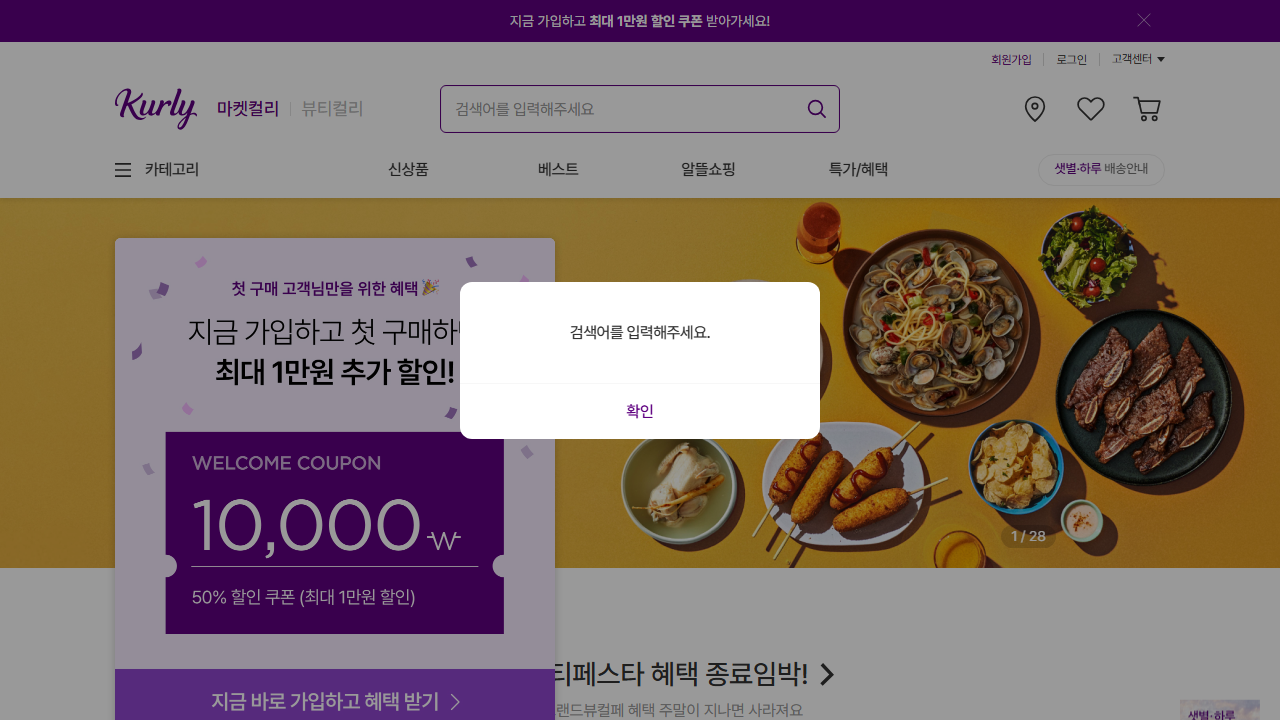 지금 가입하고 최대 1만원 할인 쿠폰 받아가세요!
회원가입
로그인
고객센터
Kurly
마켓컬리
뷰티컬리
검색어를 입력해주세요
카테고리
신상품
베스트
알뜰쇼핑
특가/혜택
샛별·하루 배송안내
첫 구매 고객님만을 위한 혜택
지금 가입하고 첫 구매하
최대 1만원 추가 할인!
검색어를 입력해주세요.
확인
WELCOME COUPON
10,000₩
50% 할인 쿠폰 (최대 1만원 할인)
1 / 28
지금 바로 가입하고 혜택 받기
티페스타 혜택 종료임박!
랜드뷰컬페 혜택 주말이 지나면 사라져요
샛별·하루